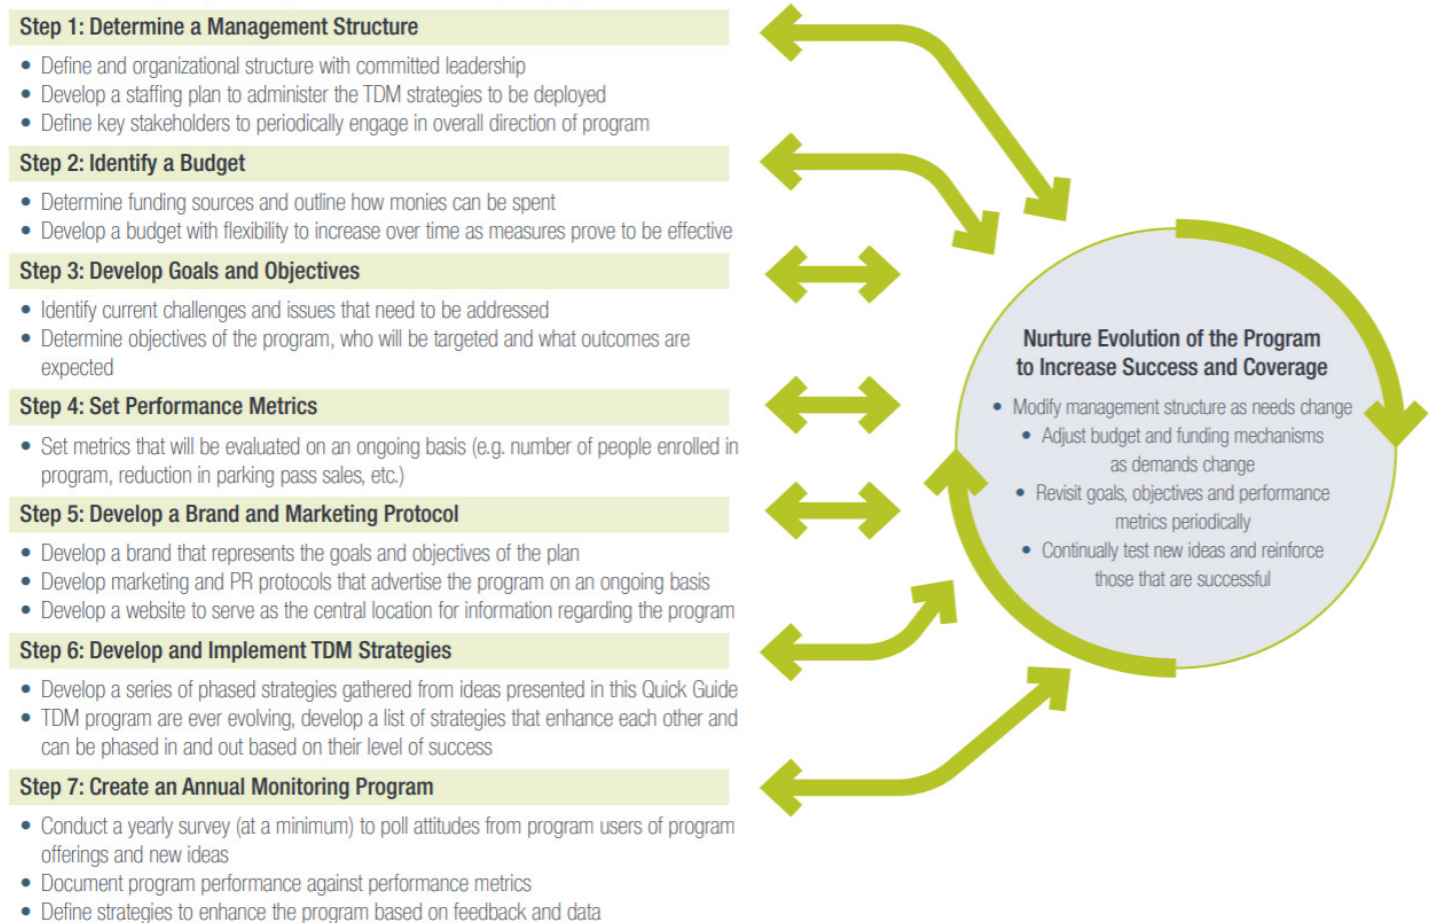 Step 1: Determine a Management Structure
• Define and organizational structure with committed leadership
• Develop a staffing plan to administer the TDM strategies to be deployed
• Define key stakeholders to periodically engage in overall direction of program
Step 2: Identify a Budget
• Determine funding sources and outline how monies can be spent
• Develop a budget with flexibility to increase over time as measures prove to be effective
Step 3: Develop Goals and Objectives
• Identify current challenges and issues that need to be addressed
• Determine objectives of the program, who will be targeted and what outcomes are
expected
Step 4: Set Performance Metrics
• Set metrics that will be evaluated on an ongoing basis (e.g. number of people enrolled in
program, reduction in parking pass sales, etc.)
Step 5: Develop a Brand and Marketing Protocol
• Develop a brand that represents the goals and objectives of the plan
• Develop marketing and PR protocols that advertise the program on an ongoing basis
• Develop a website to serve as the central location for information regarding the program
Step 6: Develop and Implement TDM Strategies
• Develop a series of phased strategies gathered from ideas presented in this Quick Guide
• TDM program are ever evolving, develop a list of strategies that enhance each other and
can be phased in and out based on their level of success
Step 7: Create an Annual Monitoring Program
• Conduct a yearly survey (at a minimum) to poll attitudes from program users of program
offerings and new ideas
• Document program performance against performance metrics
• Define strategies to enhance the program based on feedback and data
Nurture Evolution of the Program
to Increase Success and Coverage
• Modify management structure as needs change
• Adjust budget and funding mechanisms
as demands change
• Revisit goals, objectives and performance
metrics periodically
• Continually test new ideas and reinforce
those that are successful